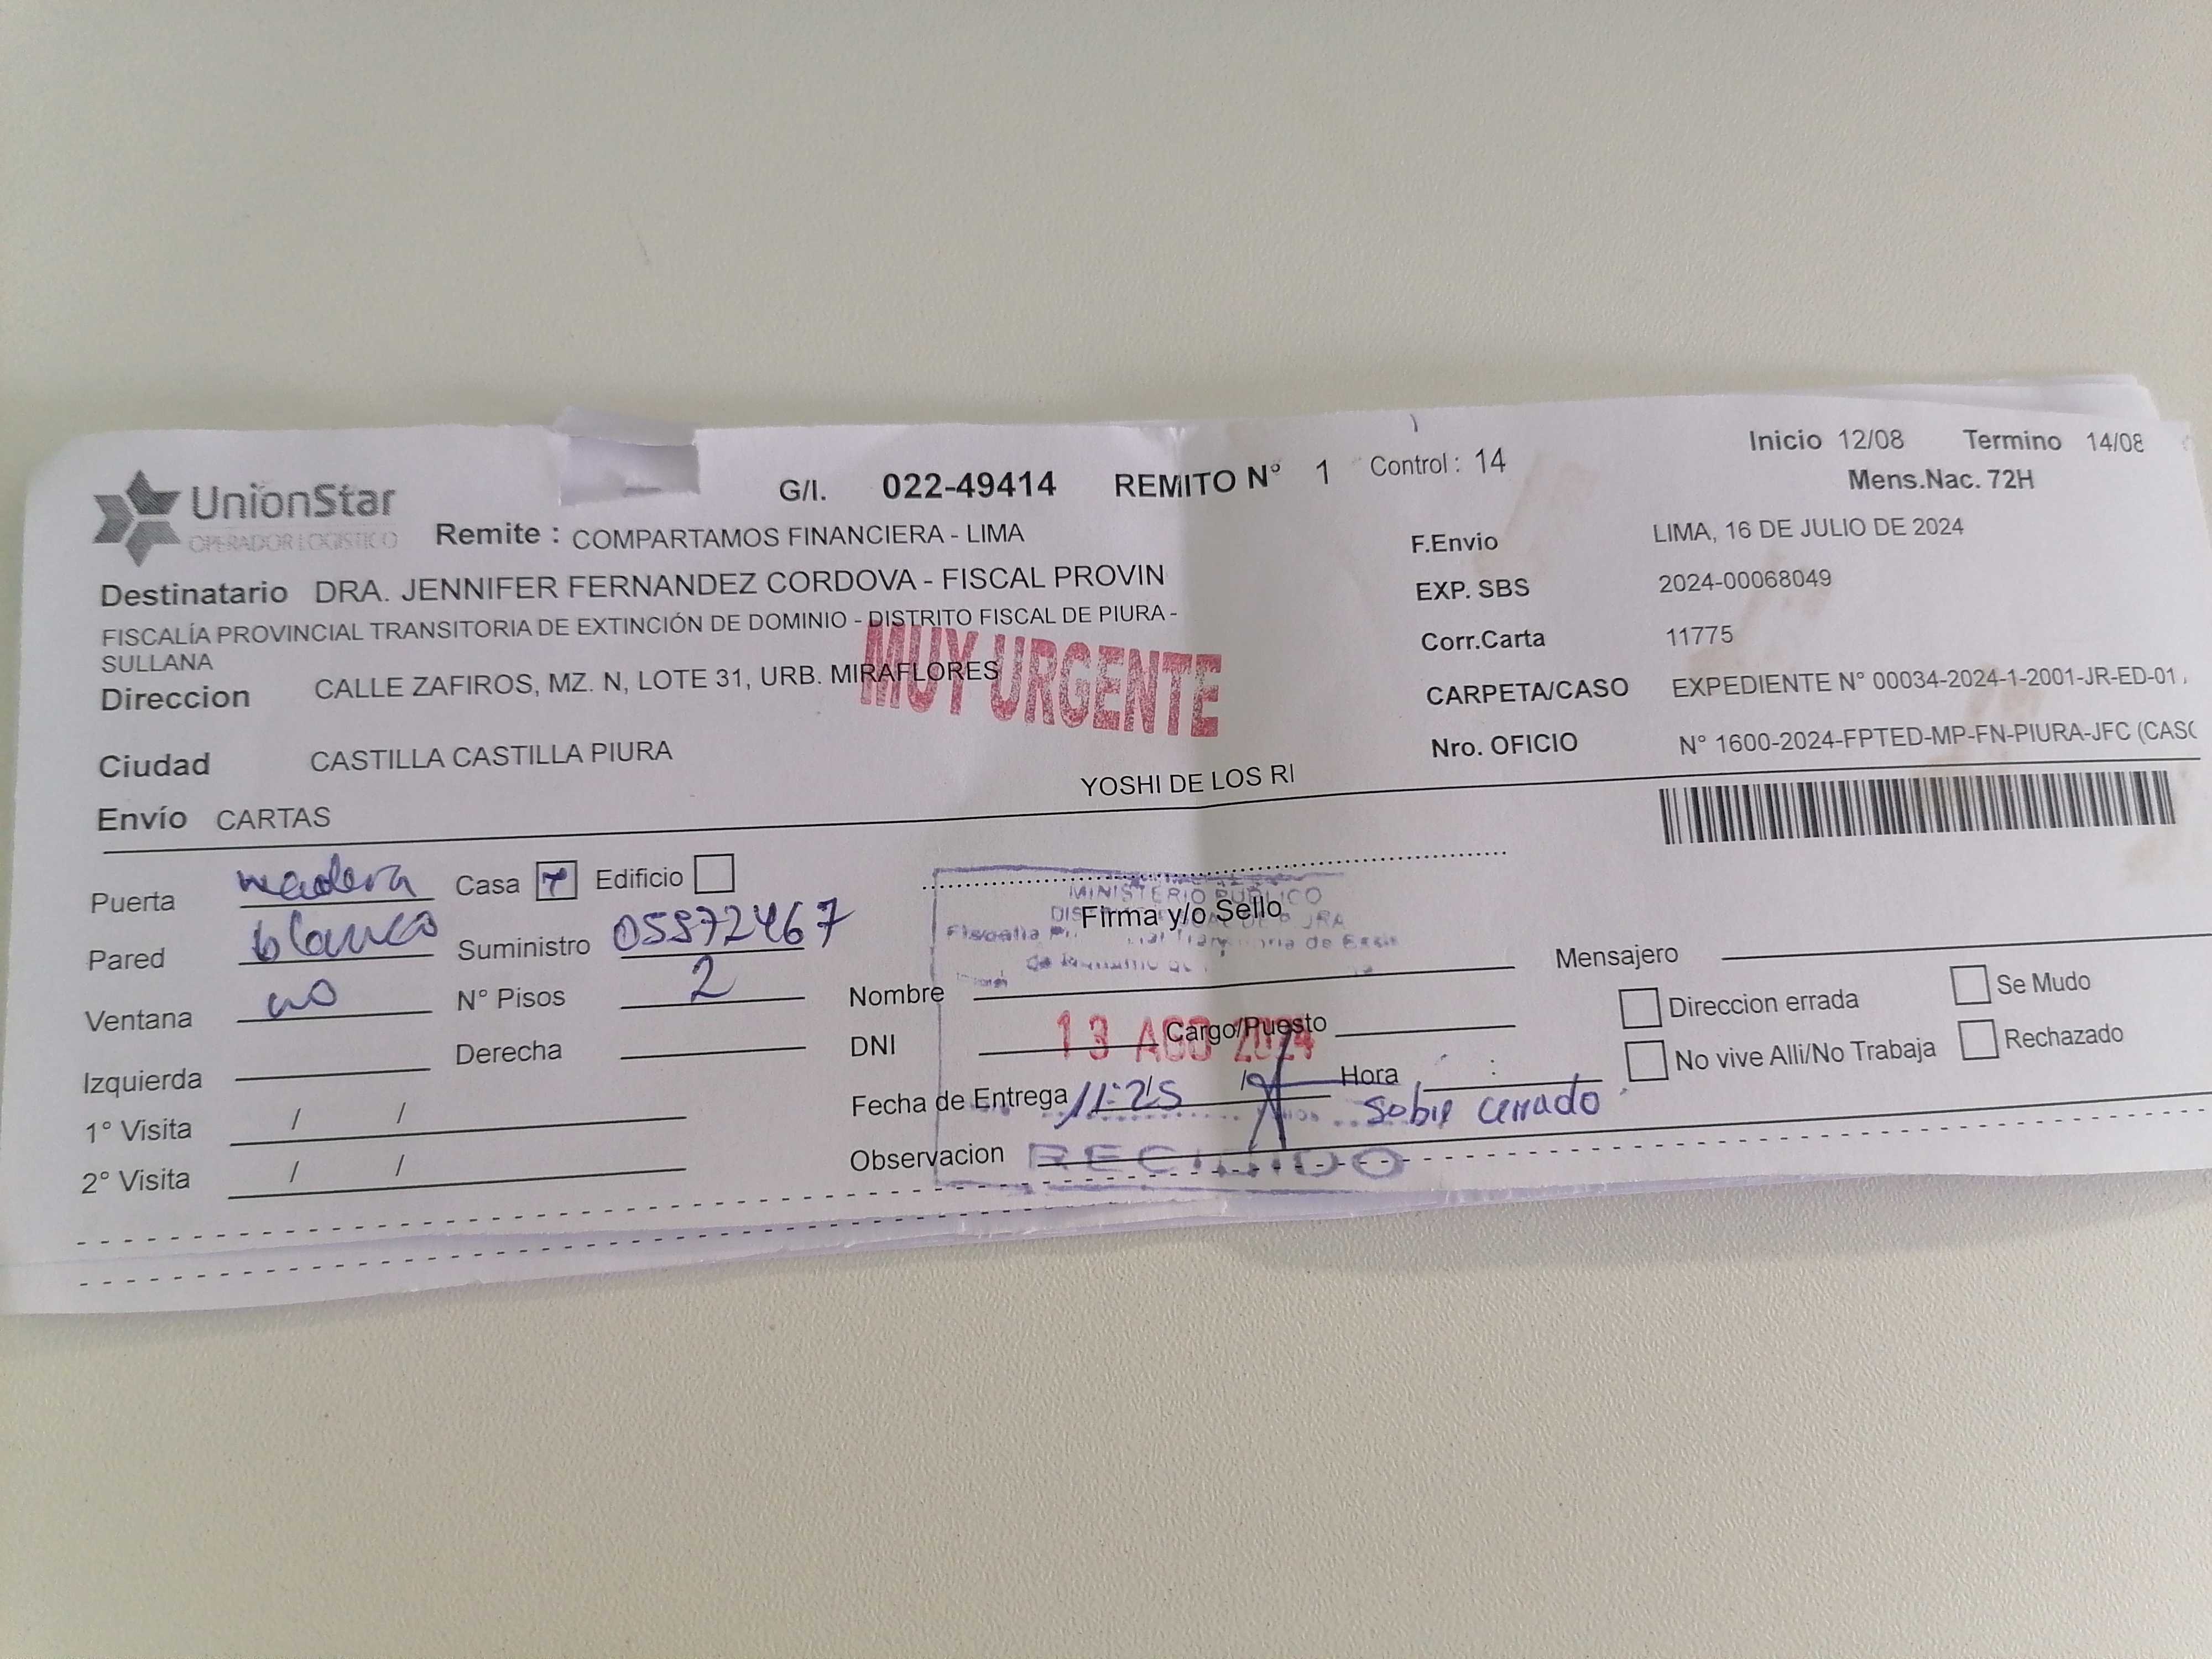 UnionStar
OPERADOR LOGISTICO
G/I. 022-49414 REMITO N° 1 Control : 14
Inicio 12/08 Termino 14/08
Mens.Nac. 72H
Remite : COMPARTAMOS FINANCIERA - LIMA
Destinatario DRA. JENNIFER FERNANDEZ CORDOVA - FISCAL PROVIN
FISCALÍA PROVINCIAL TRANSITORIA DE EXTINCIÓN DE DOMINIO - DISTRITO FISCAL DE PIURA -
SULLANA
Direccion CALLE ZAFIROS, MZ. N, LOTE 31, URB. MIRAFLORES
MUY URGENTE
Ciudad CASTILLA CASTILLA PIURA
Envío CARTAS
YOSHI DE LOS RI
F.Envio LIMA, 16 DE JULIO DE 2024
EXP. SBS 2024-00068049
Corr.Carta 11775
CARPETA/CASO EXPEDIENTE N° 00034-2024-1-2001-JR-ED-01
Nro. OFICIO N° 1600-2024-FPTED-MP-FN-PIURA-JFC (CASO
Puerta madera Casa Edificio
Pared blanco Suministro 05572467
Ventana no N° Pisos 2
Izquierda Derecha
1° Visita / /
2° Visita / /
MINISTERIO PÚBLICO
Firma y/o Sello
Nombre
DNI 13 AGO 2024 Cargo/Puesto
Fecha de Entrega 11:25 Hora :
sobre cerrado
Observacion RECIBIDO
Mensajero
Direccion errada Se Mudo
No vive Alli/No Trabaja Rechazado